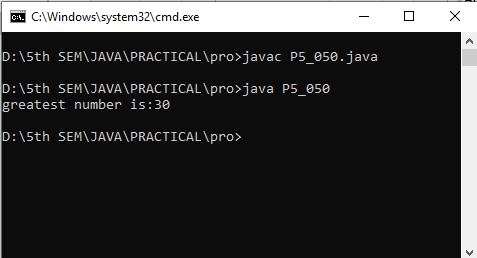 C:\Windows\system32\cmd.exe
D:\5th SEM\JAVA\PRACTICAL\pro>javac P5_050.java
D:\5th SEM\JAVA\PRACTICAL\pro>java P5_050
greatest number is:30
D:\5th SEM\JAVA\PRACTICAL\pro>